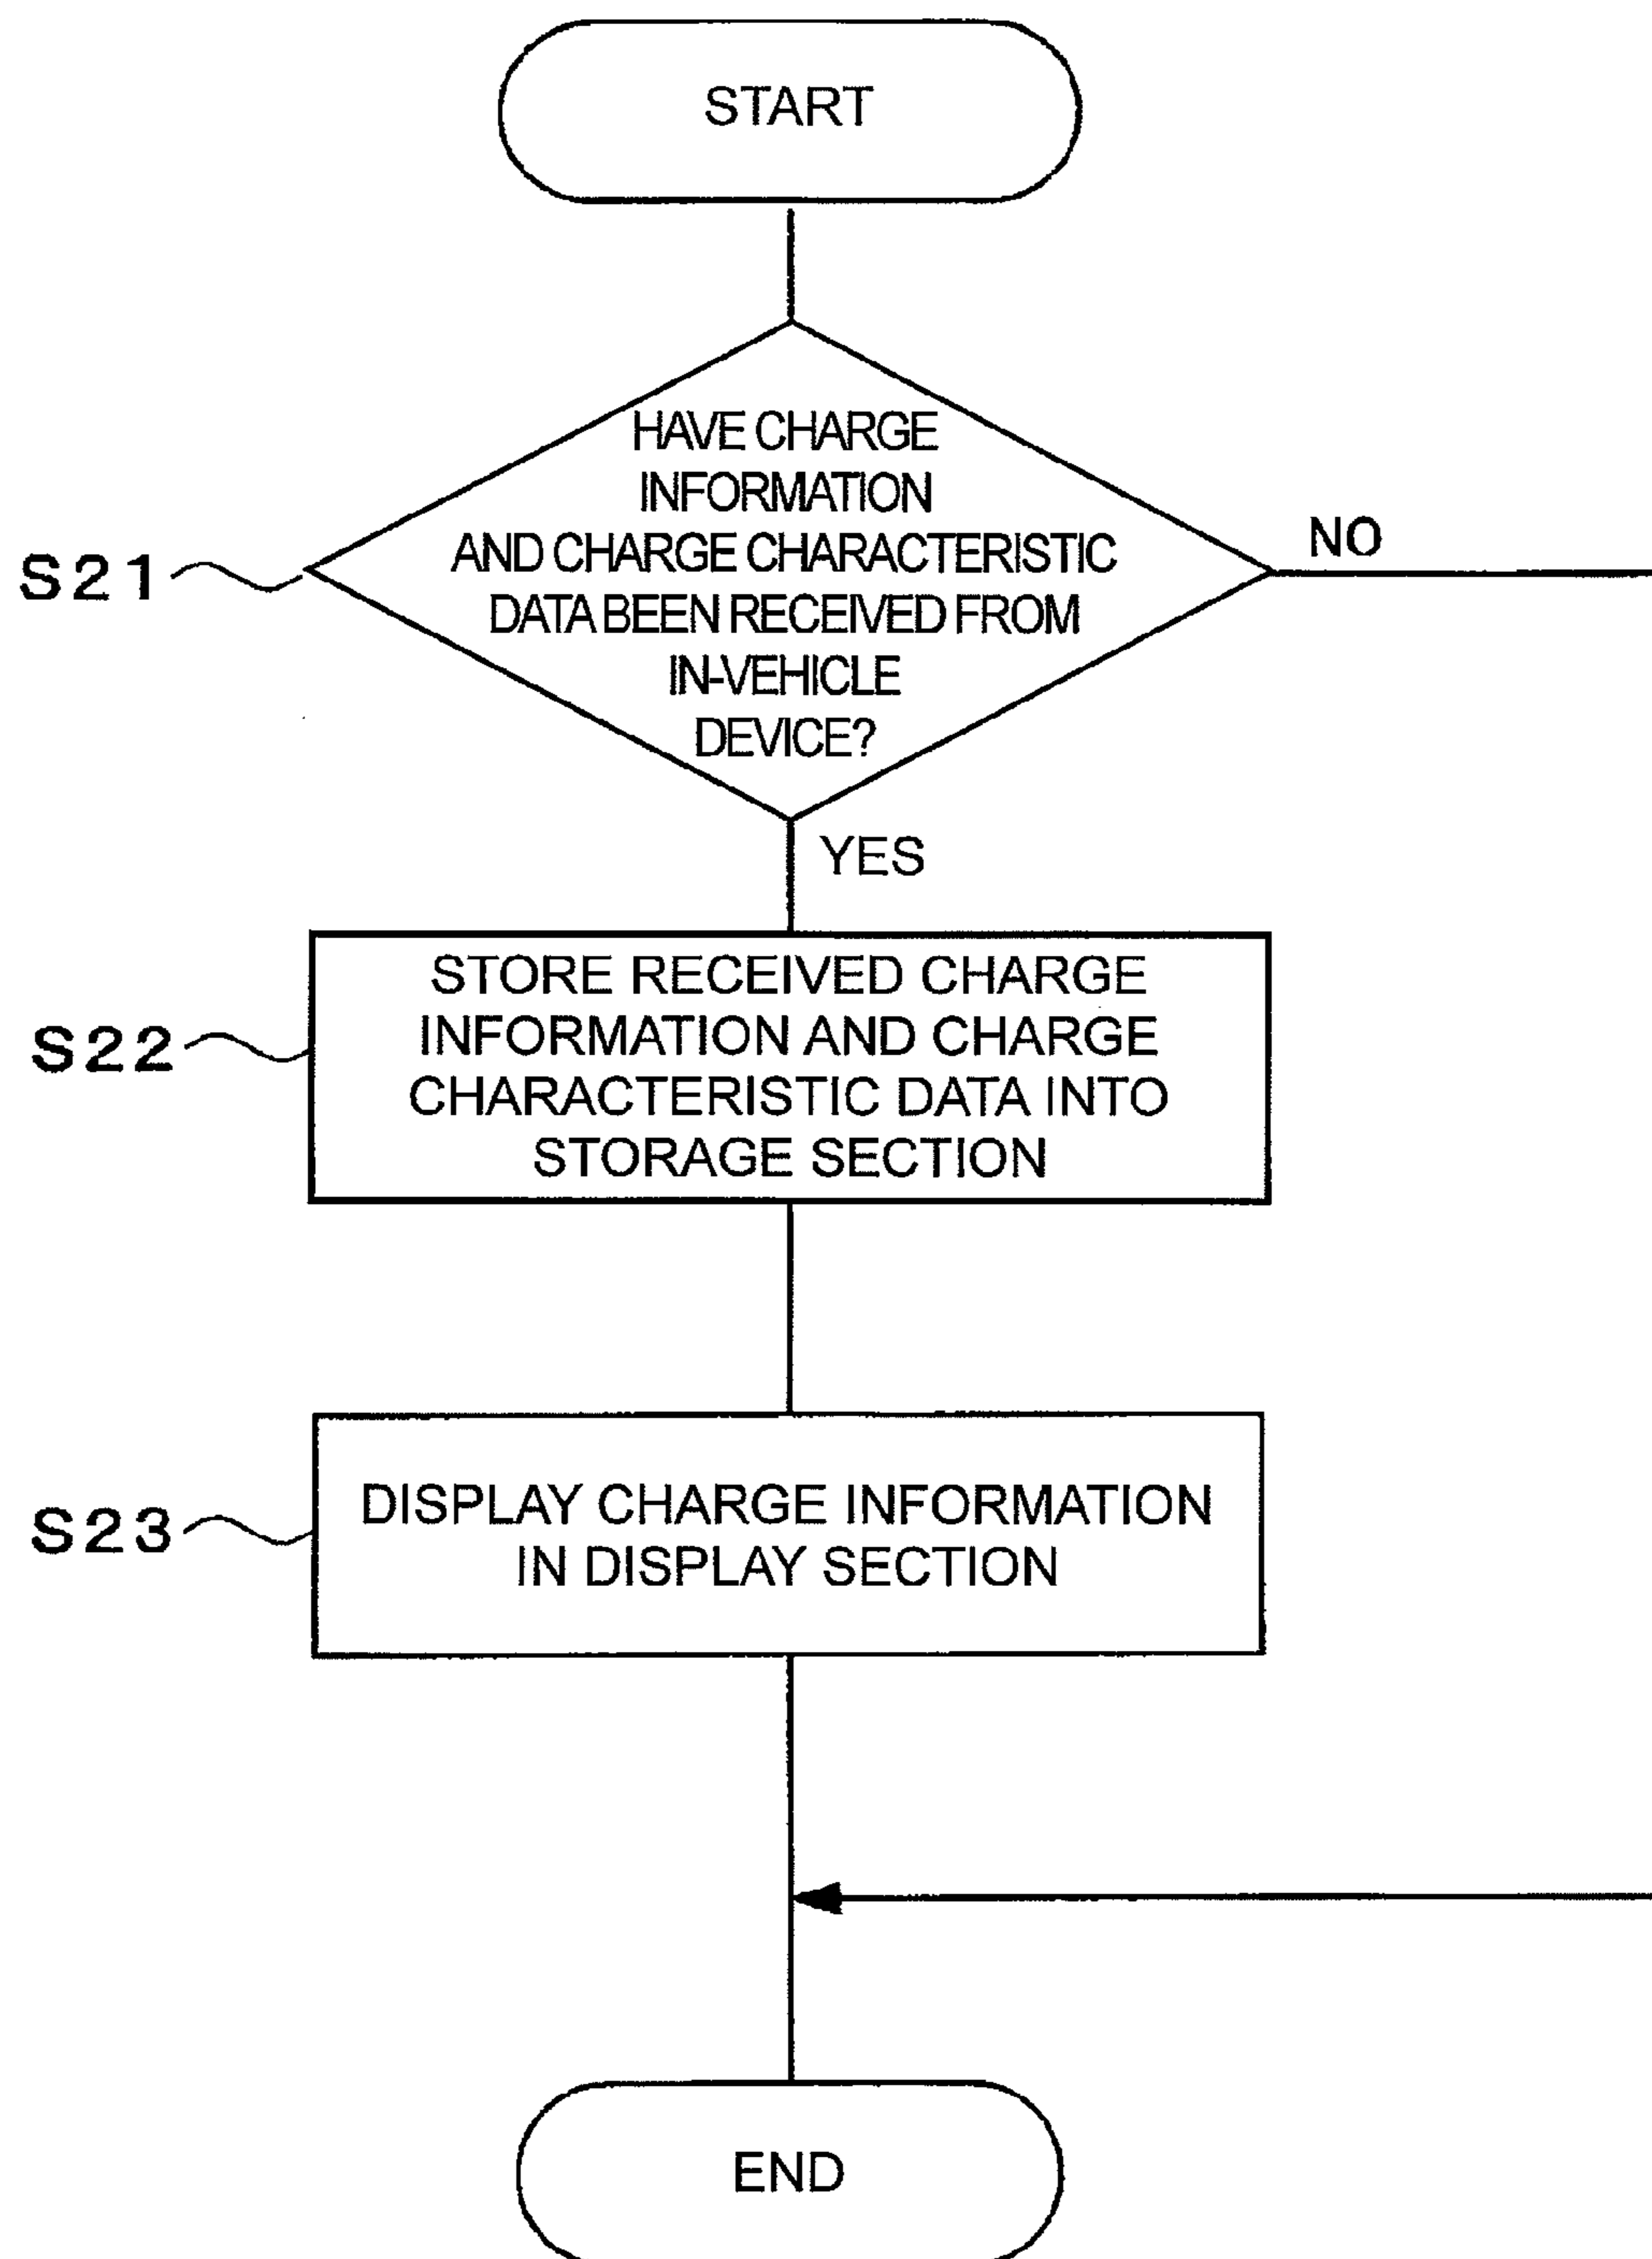 START
HAVE CHARGE
INFORMATION
AND CHARGE CHARACTERISTIC
DATA BEEN RECEIVED FROM
IN-VEHICLE
DEVICE?
S21
NO
YES
STORE RECEIVED CHARGE
INFORMATION AND CHARGE
CHARACTERISTIC DATA INTO
STORAGE SECTION
S22
DISPLAY CHARGE INFORMATION
IN DISPLAY SECTION
S23
END